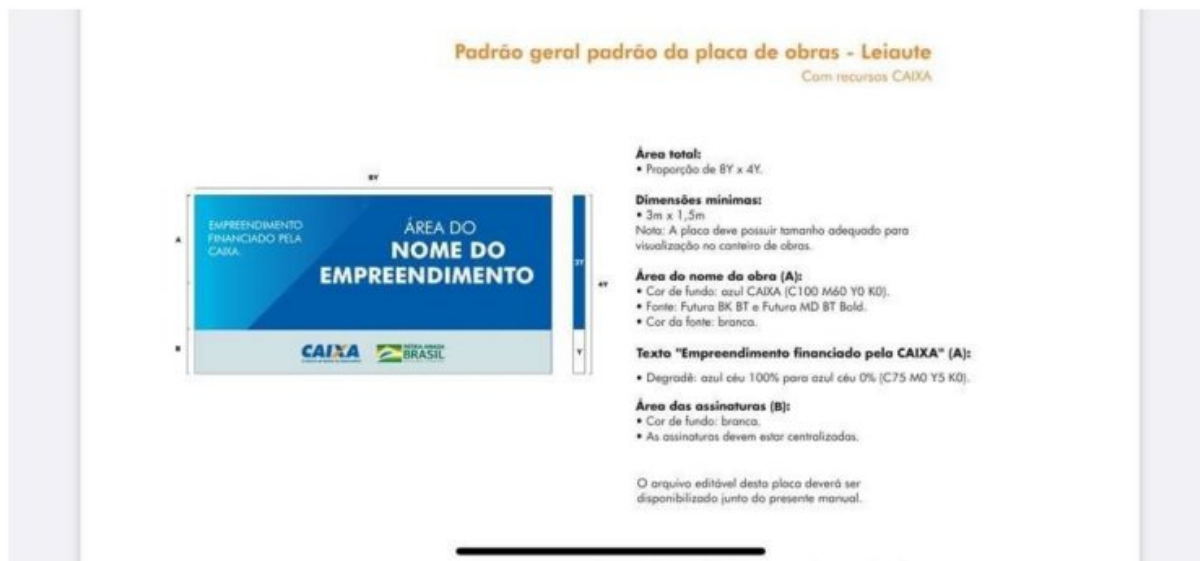 Padrão geral padrão da placa de obras - Leiaute
Com recursos CAIXA
8Y
A
B
EMPREENDIMENTO
FINANCIADO PELA
CAIXA.
ÁREA DO
NOME DO
EMPREENDIMENTO
CAIXA
PÁTRIA AMADA
BRASIL
3Y
4Y
Y
Área total:
• Proporção de 8Y x 4Y.
Dimensões mínimas:
• 3m x 1,5m
Nota: A placa deve possuir tamanho adequado para
visualização no canteiro de obras.
Área do nome da obra (A):
• Cor de fundo: azul CAIXA (C100 M60 Y0 K0).
• Fonte: Futura BK BT e Futura MD BT Bold.
• Cor da fonte: branca.
Texto "Empreendimento financiado pela CAIXA" (A):
• Degradê: azul céu 100% para azul céu 0% (C75 M0 Y5 K0).
Área das assinaturas (B):
• Cor de fundo: branca.
• As assinaturas devem estar centralizadas.
O arquivo editável desta placa deverá ser
disponibilizado junto do presente manual.